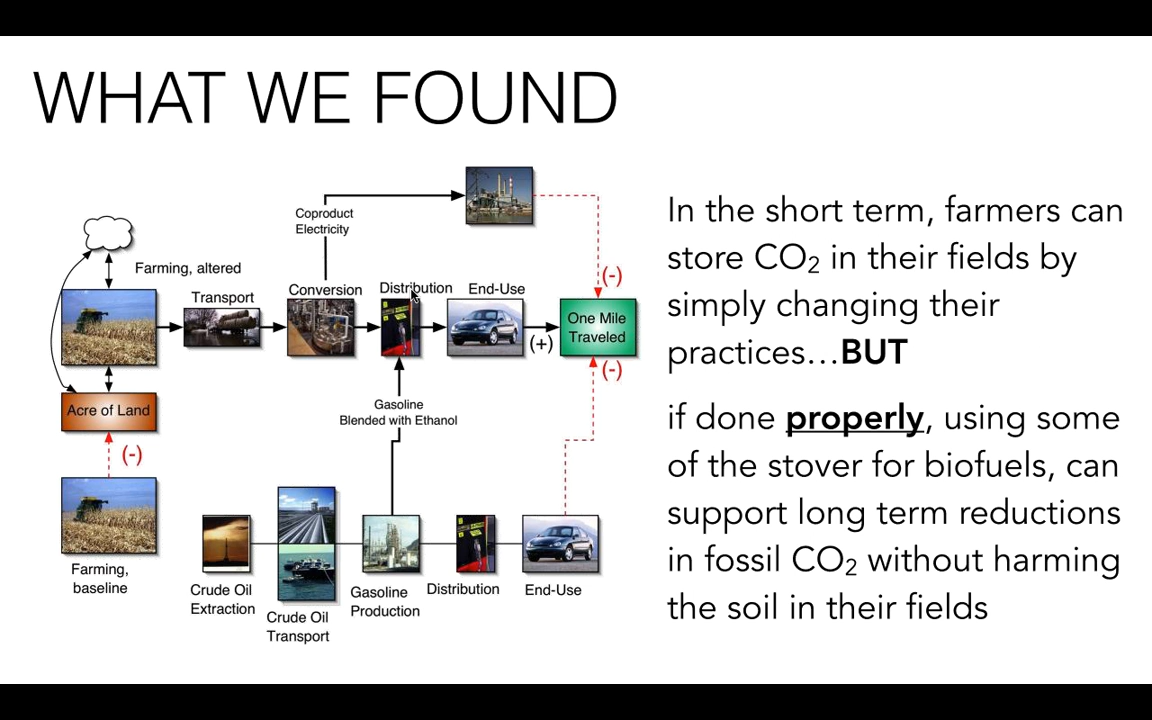 WHAT WE FOUND
Coproduct
Electricity
Farming, altered
Transport
Conversion
Distribution
End-Use
(-)
One Mile
Traveled
(+)
(-)
Acre of Land
Gasoline
Blended with Ethanol
(-)
Farming,
baseline
Crude Oil
Extraction
Crude Oil
Transport
Gasoline
Production
Distribution
End-Use
In the short term, farmers can
store CO₂ in their fields by
simply changing their
practices…BUT
if done properly, using some
of the stover for biofuels, can
support long term reductions
in fossil CO₂ without harming
the soil in their fields